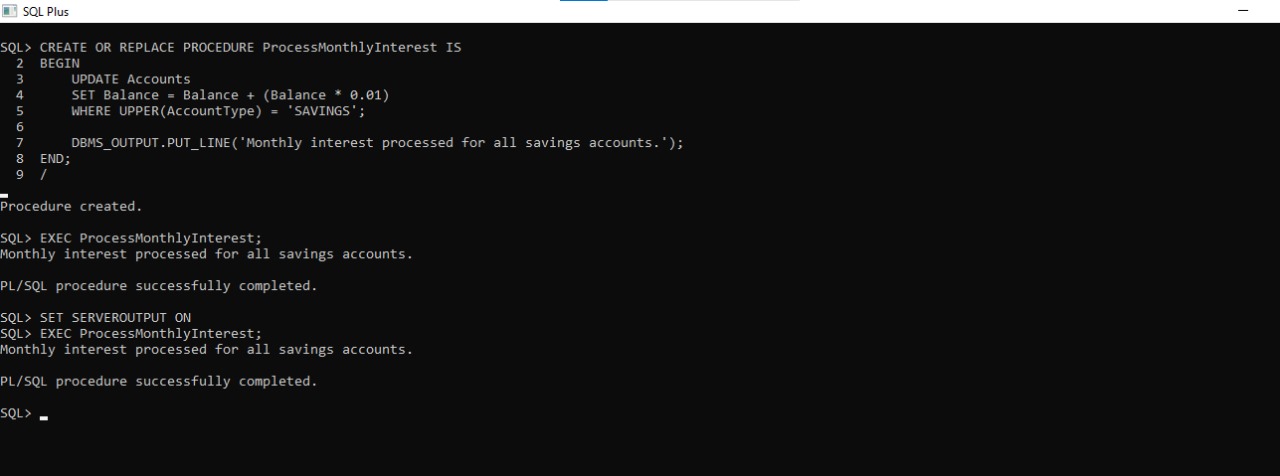 SQL Plus
SQL> CREATE OR REPLACE PROCEDURE ProcessMonthlyInterest IS
  2  BEGIN
  3      UPDATE Accounts
  4      SET Balance = Balance + (Balance * 0.01)
  5      WHERE UPPER(AccountType) = 'SAVINGS';
  6
  7      DBMS_OUTPUT.PUT_LINE('Monthly interest processed for all savings accounts.');
  8  END;
  9  /
Procedure created.
SQL> EXEC ProcessMonthlyInterest;
Monthly interest processed for all savings accounts.
PL/SQL procedure successfully completed.
SQL> SET SERVEROUTPUT ON
SQL> EXEC ProcessMonthlyInterest;
Monthly interest processed for all savings accounts.
PL/SQL procedure successfully completed.
SQL>